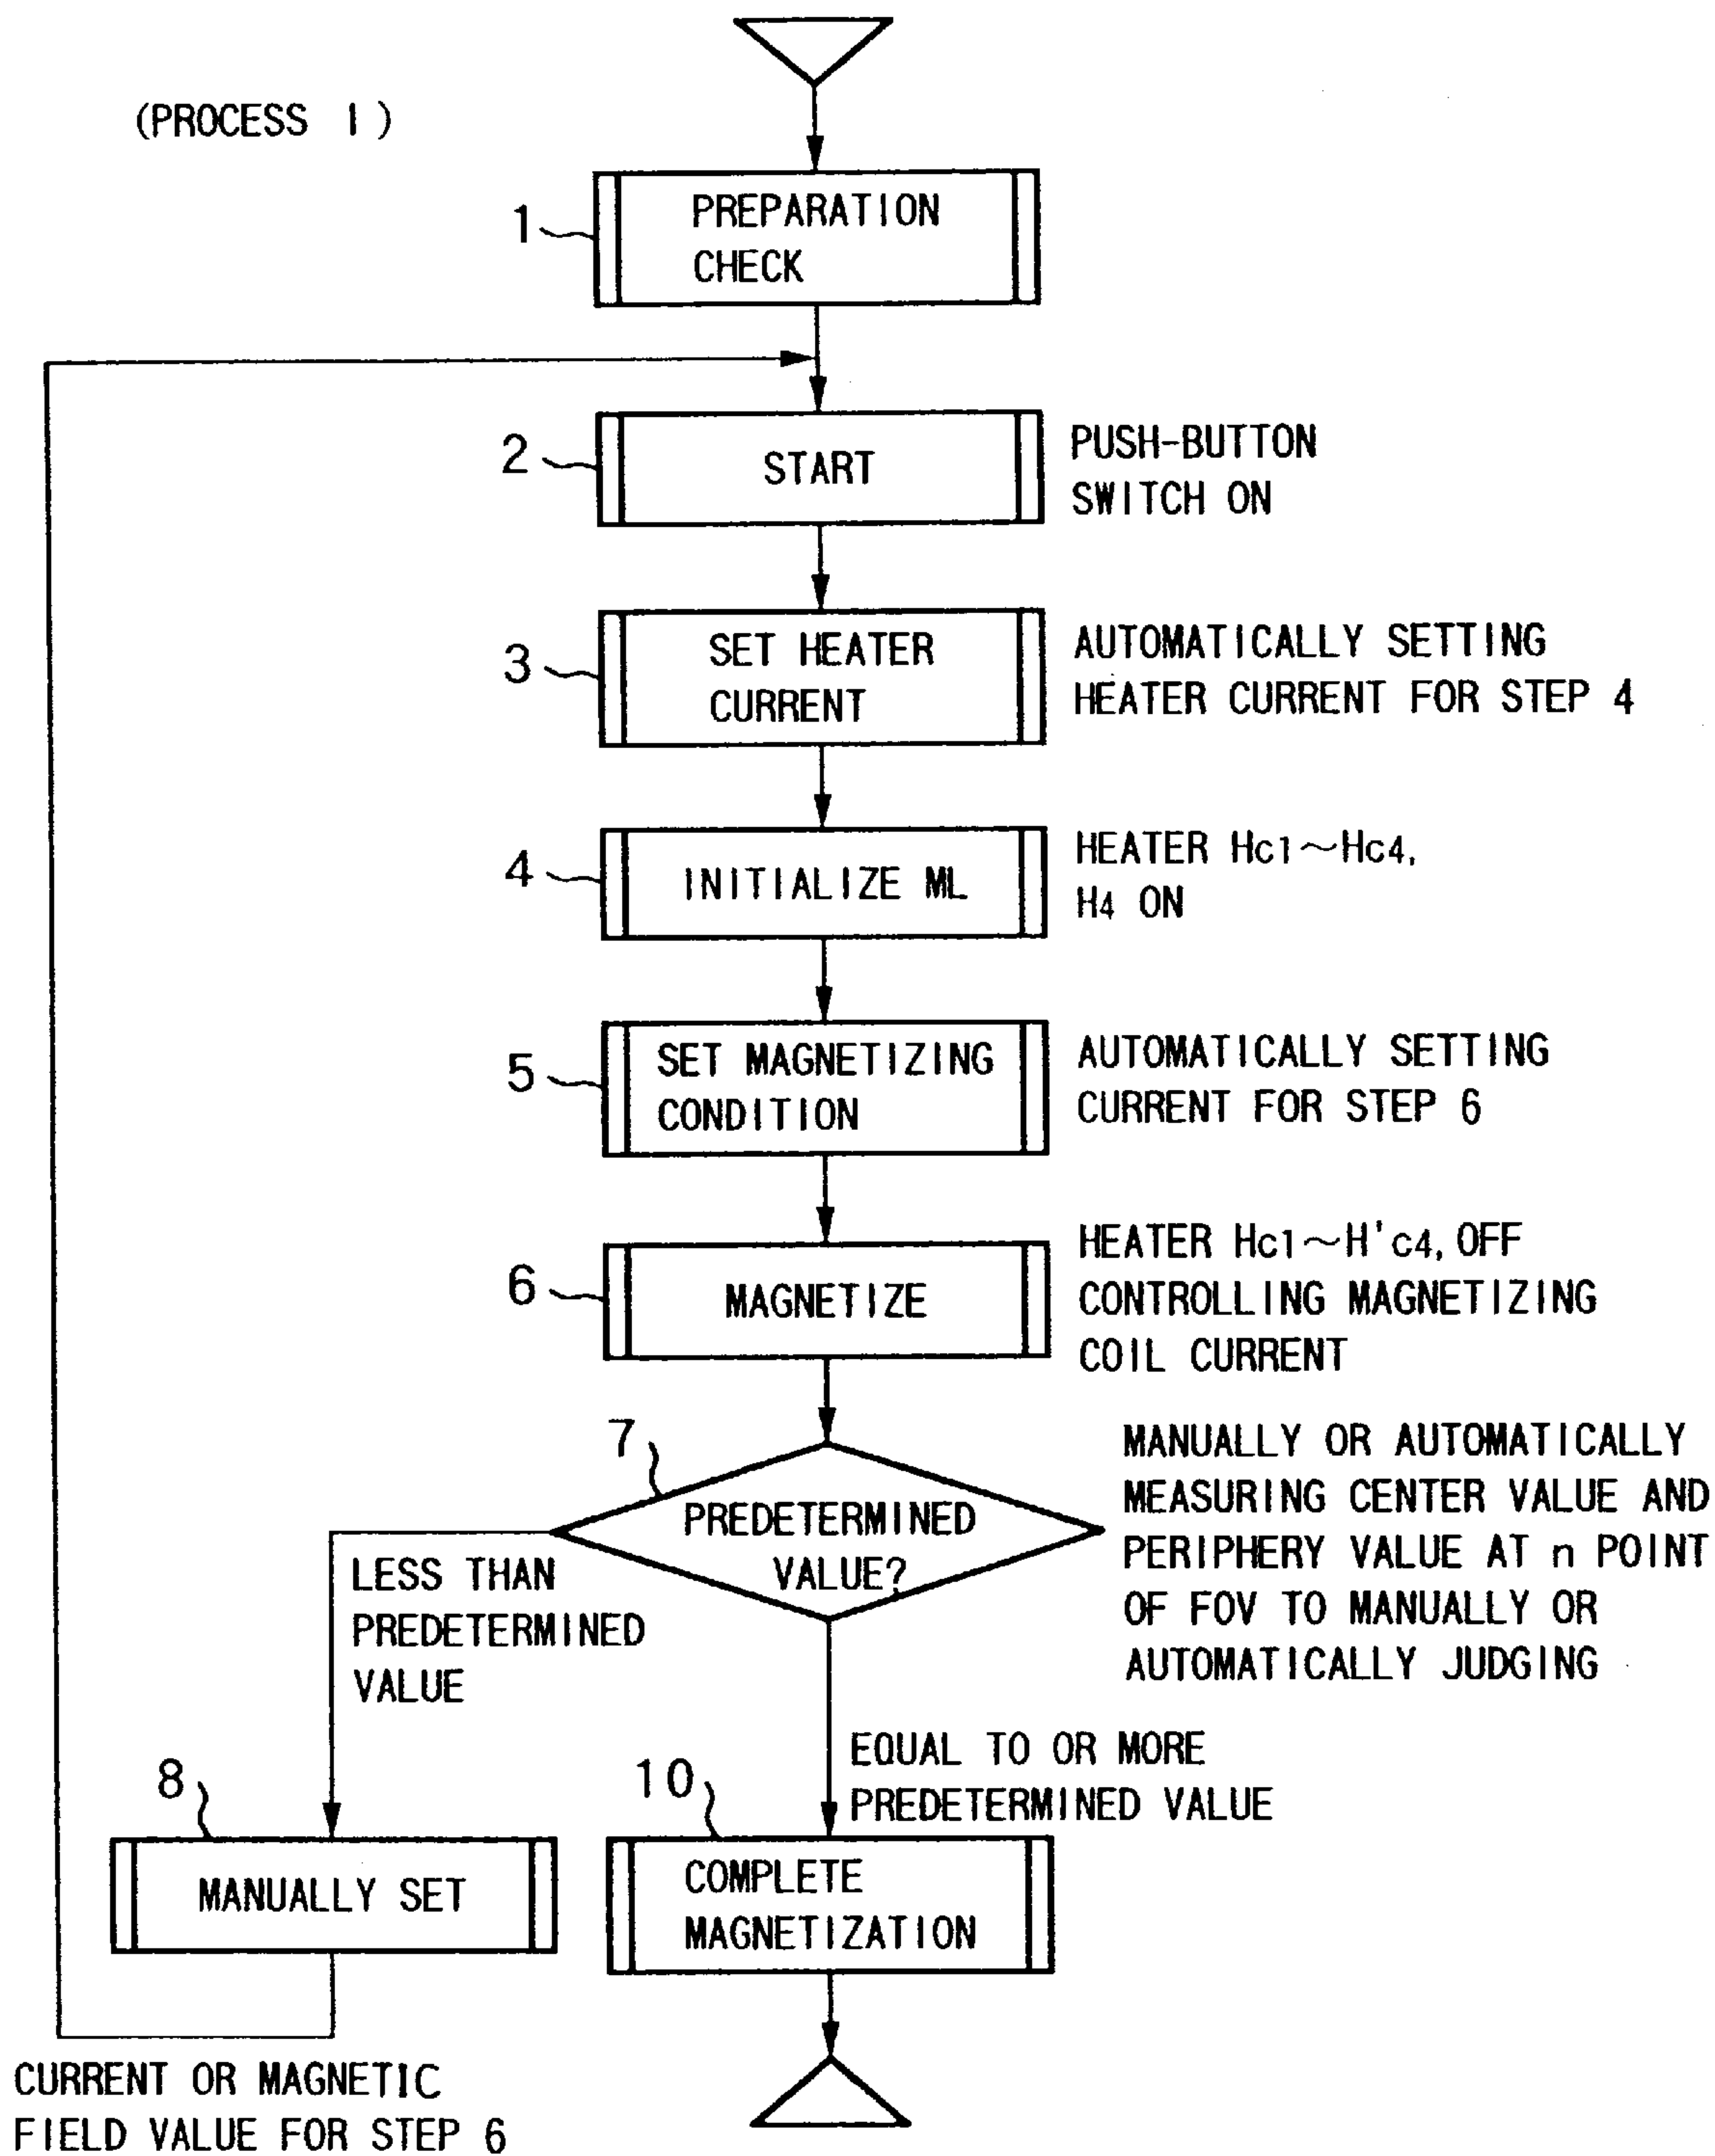 (PROCESS I)
1
PREPARATION
CHECK
2
START
PUSH-BUTTON
SWITCH ON
3
SET HEATER
CURRENT
AUTOMATICALLY SETTING
HEATER CURRENT FOR STEP 4
4
INITIALIZE ML
HEATER Hc1~Hc4,
H4 ON
5
SET MAGNETIZING
CONDITION
AUTOMATICALLY SETTING
CURRENT FOR STEP 6
6
MAGNETIZE
HEATER Hc1~H'c4, OFF
CONTROLLING MAGNETIZING
COIL CURRENT
7
PREDETERMINED
VALUE?
MANUALLY OR AUTOMATICALLY
MEASURING CENTER VALUE AND
PERIPHERY VALUE AT n POINT
OF FOV TO MANUALLY OR
AUTOMATICALLY JUDGING
LESS THAN
PREDETERMINED
VALUE
EQUAL TO OR MORE
PREDETERMINED VALUE
8
MANUALLY SET
10
COMPLETE
MAGNETIZATION
CURRENT OR MAGNETIC
FIELD VALUE FOR STEP 6